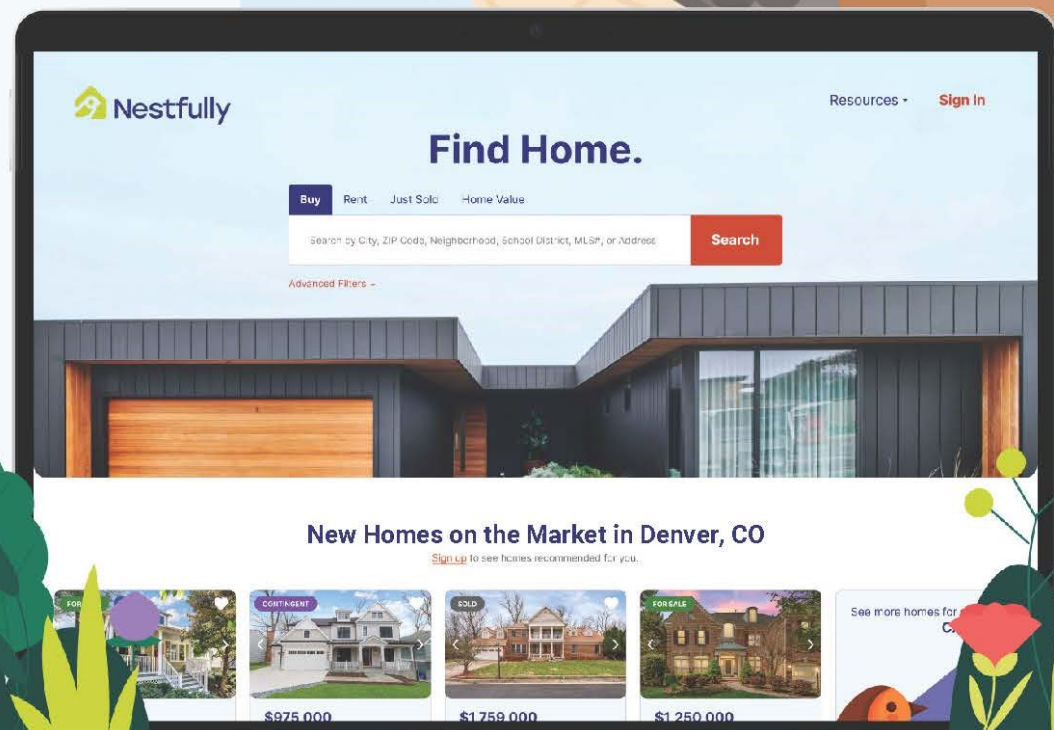 Nestfully
Resources
Sign In
Find Home.
Buy Rent Just Sold Home Value
Search by City, ZIP Code, Neighborhood, School District, MLS#, or Address
Search
Advanced Filters
New Homes on the Market in Denver, CO
Sign up to see homes recommended for you.
FOR
CONTINGENT
SOLD
FOR SALE
See more homes for
$975,000
$1,759,000
$1,250,000